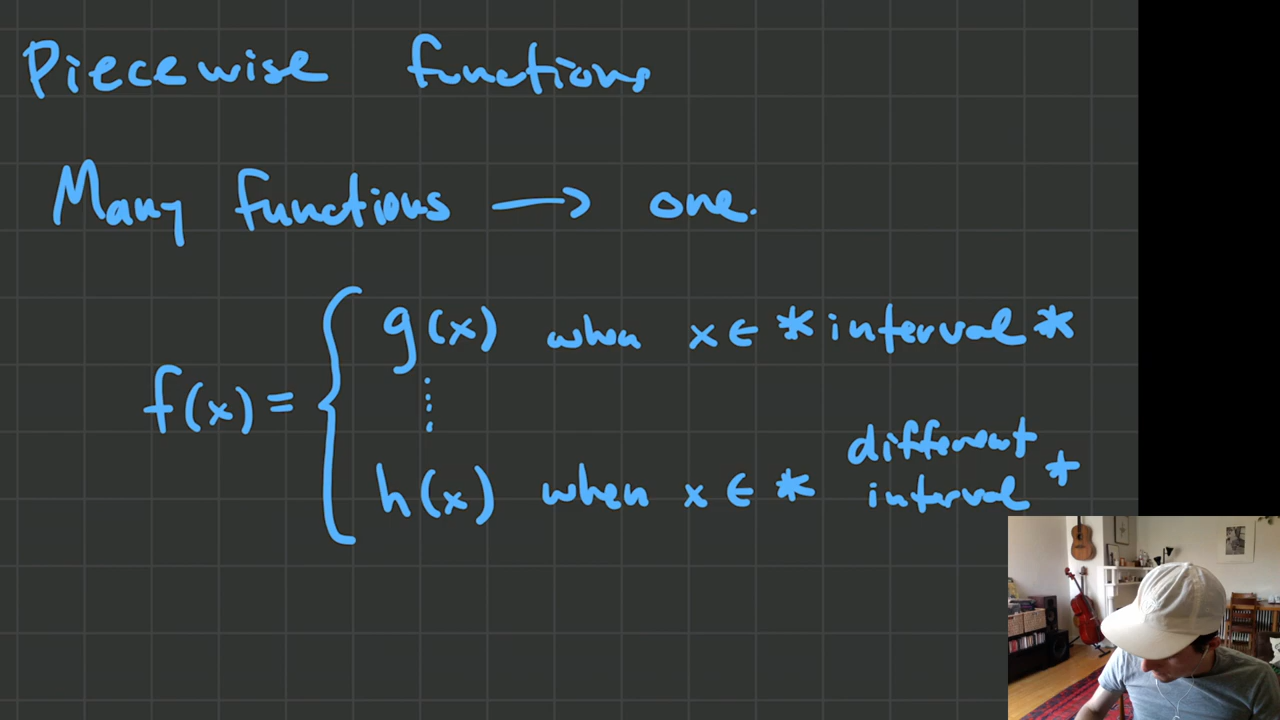 Piecewise functions
Many functions → one.
f(x) = { g(x) when x ∈ * interval *
⋮
h(x) when x ∈ * different interval *